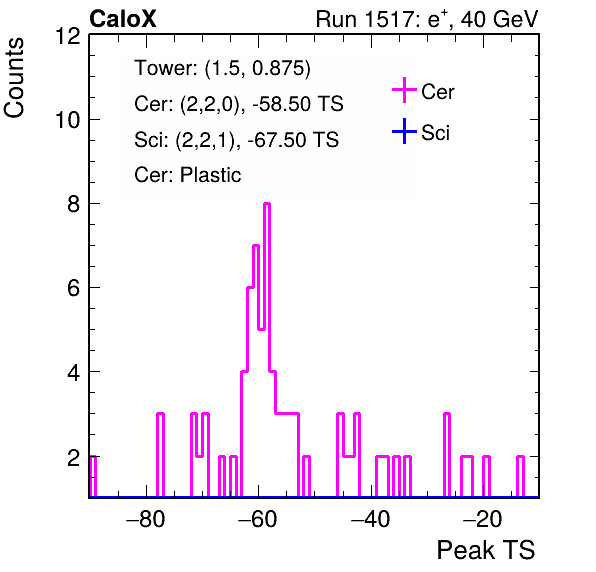 CaloX Run 1517: e⁺, 40 GeV
Counts
12
10
8
6
4
2
Tower: (1.5, 0.875)
Cer: (2,2,0), -58.50 TS
Sci: (2,2,1), -67.50 TS
Cer: Plastic
Cer
Sci
−80 −60 −40 −20
Peak TS